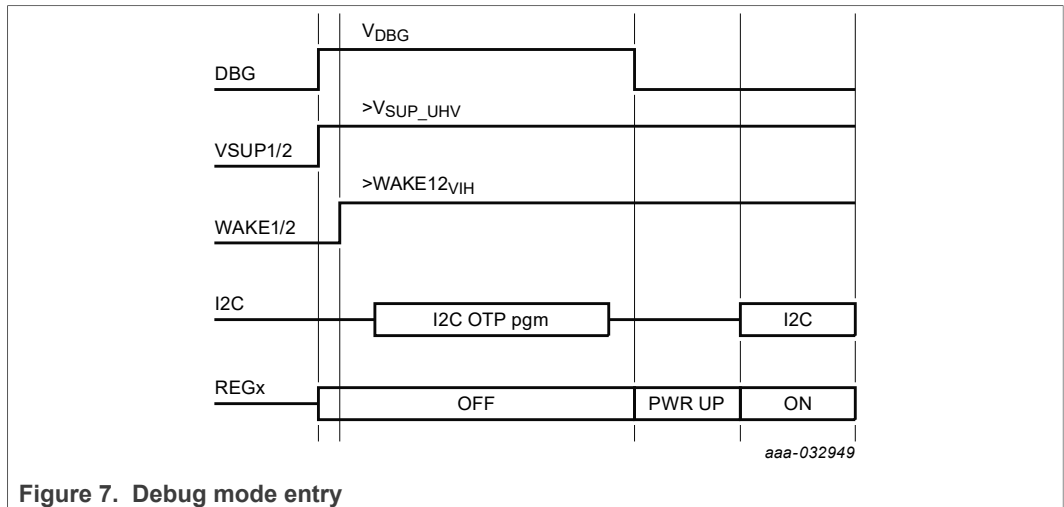 VDBG
DBG
>VSUP_UHV
VSUP1/2
>WAKE12VIH
WAKE1/2
I2C
I2C OTP pgm
I2C
REGx
OFF
PWR UP
ON
aaa-032949
Figure 7. Debug mode entry